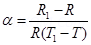 α = (R₁ − R) / (R(T₁ − T))